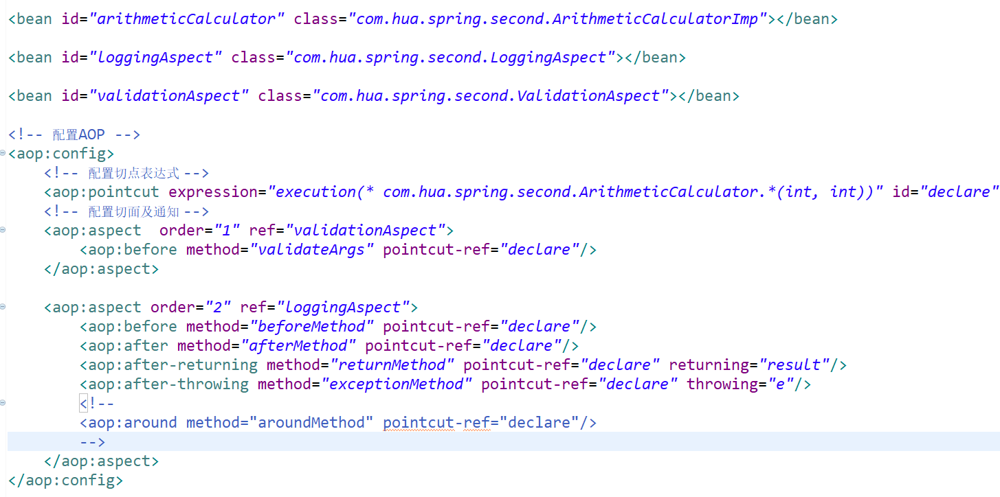 <bean id="arithmeticCalculator" class="com.hua.spring.second.ArithmeticCalculatorImp"></bean>
<bean id="loggingAspect" class="com.hua.spring.second.LoggingAspect"></bean>
<bean id="validationAspect" class="com.hua.spring.second.ValidationAspect"></bean>
<!-- 配置AOP -->
<aop:config>
<!-- 配置切点表达式 -->
<aop:pointcut expression="execution(* com.hua.spring.second.ArithmeticCalculator.*(int, int))" id="declare"
<!-- 配置切面及通知 -->
<aop:aspect  order="1" ref="validationAspect">
<aop:before method="validateArgs" pointcut-ref="declare"/>
</aop:aspect>
<aop:aspect order="2" ref="loggingAspect">
<aop:before method="beforeMethod" pointcut-ref="declare"/>
<aop:after method="afterMethod" pointcut-ref="declare"/>
<aop:after-returning method="returnMethod" pointcut-ref="declare" returning="result"/>
<aop:after-throwing method="exceptionMethod" pointcut-ref="declare" throwing="e"/>
<!--
<aop:around method="aroundMethod" pointcut-ref="declare"/>
-->
</aop:aspect>
</aop:config>